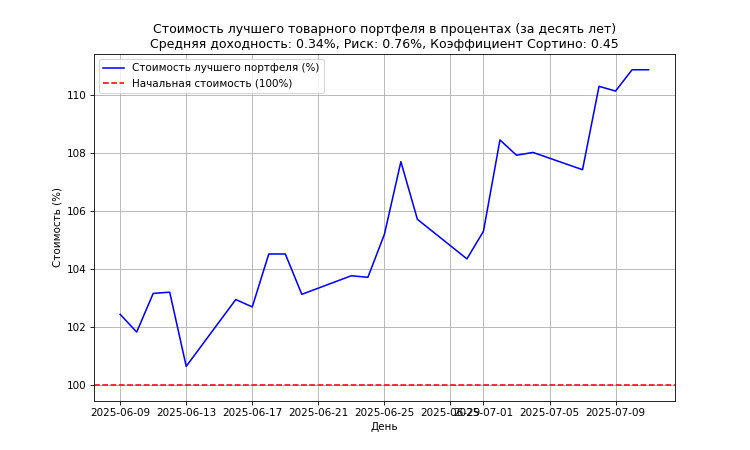 Стоимость лучшего товарного портфеля в процентах (за десять лет)
Средняя доходность: 0.34%, Риск: 0.76%, Коэффициент Сортино: 0.45
Стоимость лучшего портфеля (%)
Начальная стоимость (100%)
Стоимость (%)
110
108
106
104
102
100
2025-06-09 2025-06-13 2025-06-17 2025-06-21 2025-06-25 2025-06-29 2025-07-01 2025-07-05 2025-07-09
День